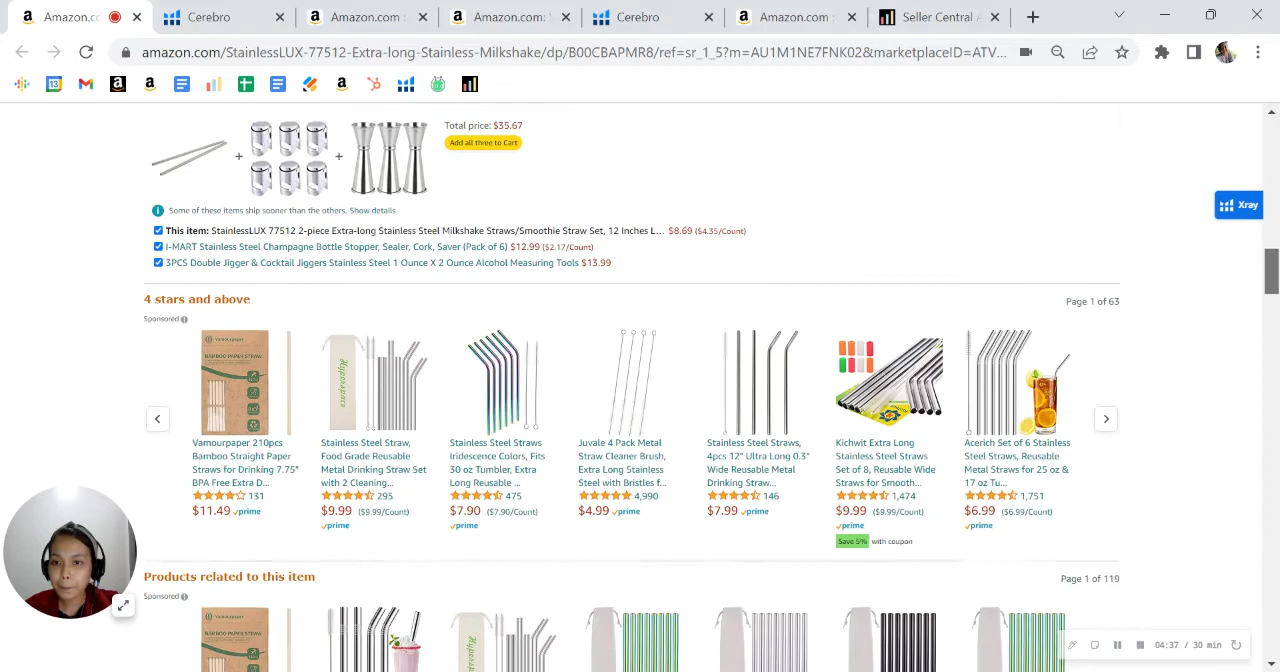 Amazon.c
Cerebro
Amazon.com :
Amazon.com: Y
Cerebro
Amazon.com :
Seller Central A
amazon.com/StainlessLUX-77512-Extra-long-Stainless-Milkshake/dp/B00CBAPMR8/ref=sr_1_5?m=AU1M1NE7FNK02&marketplaceID=ATV...
Total price: $35.67
Add all three to Cart
Some of these items ship sooner than the others. Show details
This item: StainlessLUX 77512 2-piece Extra-long Stainless Steel Milkshake Straws/Smoothie Straw Set, 12 Inches L... $8.69 ($4.35/Count)
I-MART Stainless Steel Champagne Bottle Stopper, Sealer, Cork, Saver (Pack of 6) $12.99 ($2.17/Count)
3PCS Double Jigger & Cocktail Jiggers Stainless Steel 1 Ounce X 2 Ounce Alcohol Measuring Tools $13.99
Xray
4 stars and above
Page 1 of 63
Sponsored
Vamourpaper 210pcs
Bamboo Straight Paper
Straws for Drinking 7.75"
BPA Free Extra D...
131
$11.49 prime
Stainless Steel Straw,
Food Grade Reusable
Metal Drinking Straw Set
with 2 Cleaning...
295
$9.99 ($9.99/Count)
prime
Stainless Steel Straws
Iridescence Colors, Fits
30 oz Tumbler, Extra
Long Reusable ...
475
$7.90 ($7.90/Count)
prime
Juvale 4 Pack Metal
Straw Cleaner Brush,
Extra Long Stainless
Steel with Bristles f...
4,990
$4.99 prime
Stainless Steel Straws,
4pcs 12" Ultra Long 0.3"
Wide Reusable Metal
Drinking Straw...
146
$7.99 prime
Kichwit Extra Long
Stainless Steel Straws
Set of 8, Reusable Wide
Straws for Smooth...
1,474
$9.99 ($9.99/Count)
prime
Save 5% with coupon
Acerich Set of 6 Stainless
Steel Straws, Reusable
Metal Straws for 25 oz &
17 oz Tu...
1,751
$6.99 ($6.99/Count)
prime
Products related to this item
Page 1 of 119
Sponsored
04:37 / 30 min